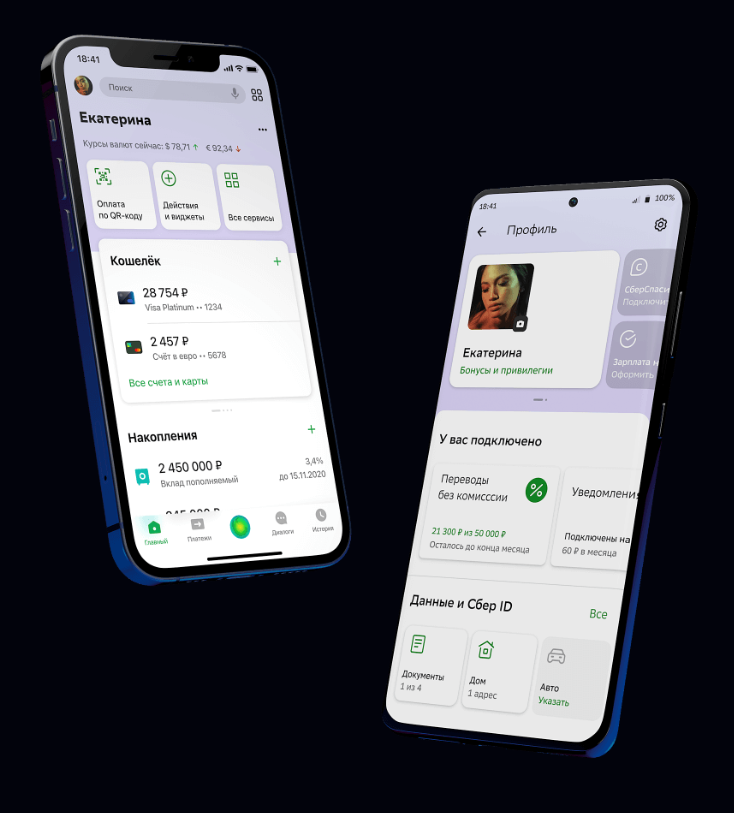 18:41
Поиск
Екатерина
Курсы валют сейчас: $ 78,71 ↑ € 92,34 ↓
Оплата
по QR-коду
Действия
и виджеты
Все сервисы
Кошелёк
28 754 ₽
Visa Platinum •• 1234
2 457 ₽
Счёт в евро •• 5678
Все счета и карты
Накопления
2 450 000 ₽
Вклад пополняемый
3,4%
до 15.11.2020
Главный
Платежи
Диалоги
История
18:41
100%
Профиль
Екатерина
Бонусы и привилегии
СберСпаси
Подключи
Зарплата н
Оформить
У вас подключено
Переводы
без комисссии
21 300 ₽ из 50 000 ₽
Осталось до конца месяца
Уведомления
Подключены на
60 ₽ в месяц
Данные и Сбер ID
Все
Документы
1 из 4
Дом
1 адрес
Авто
Указать